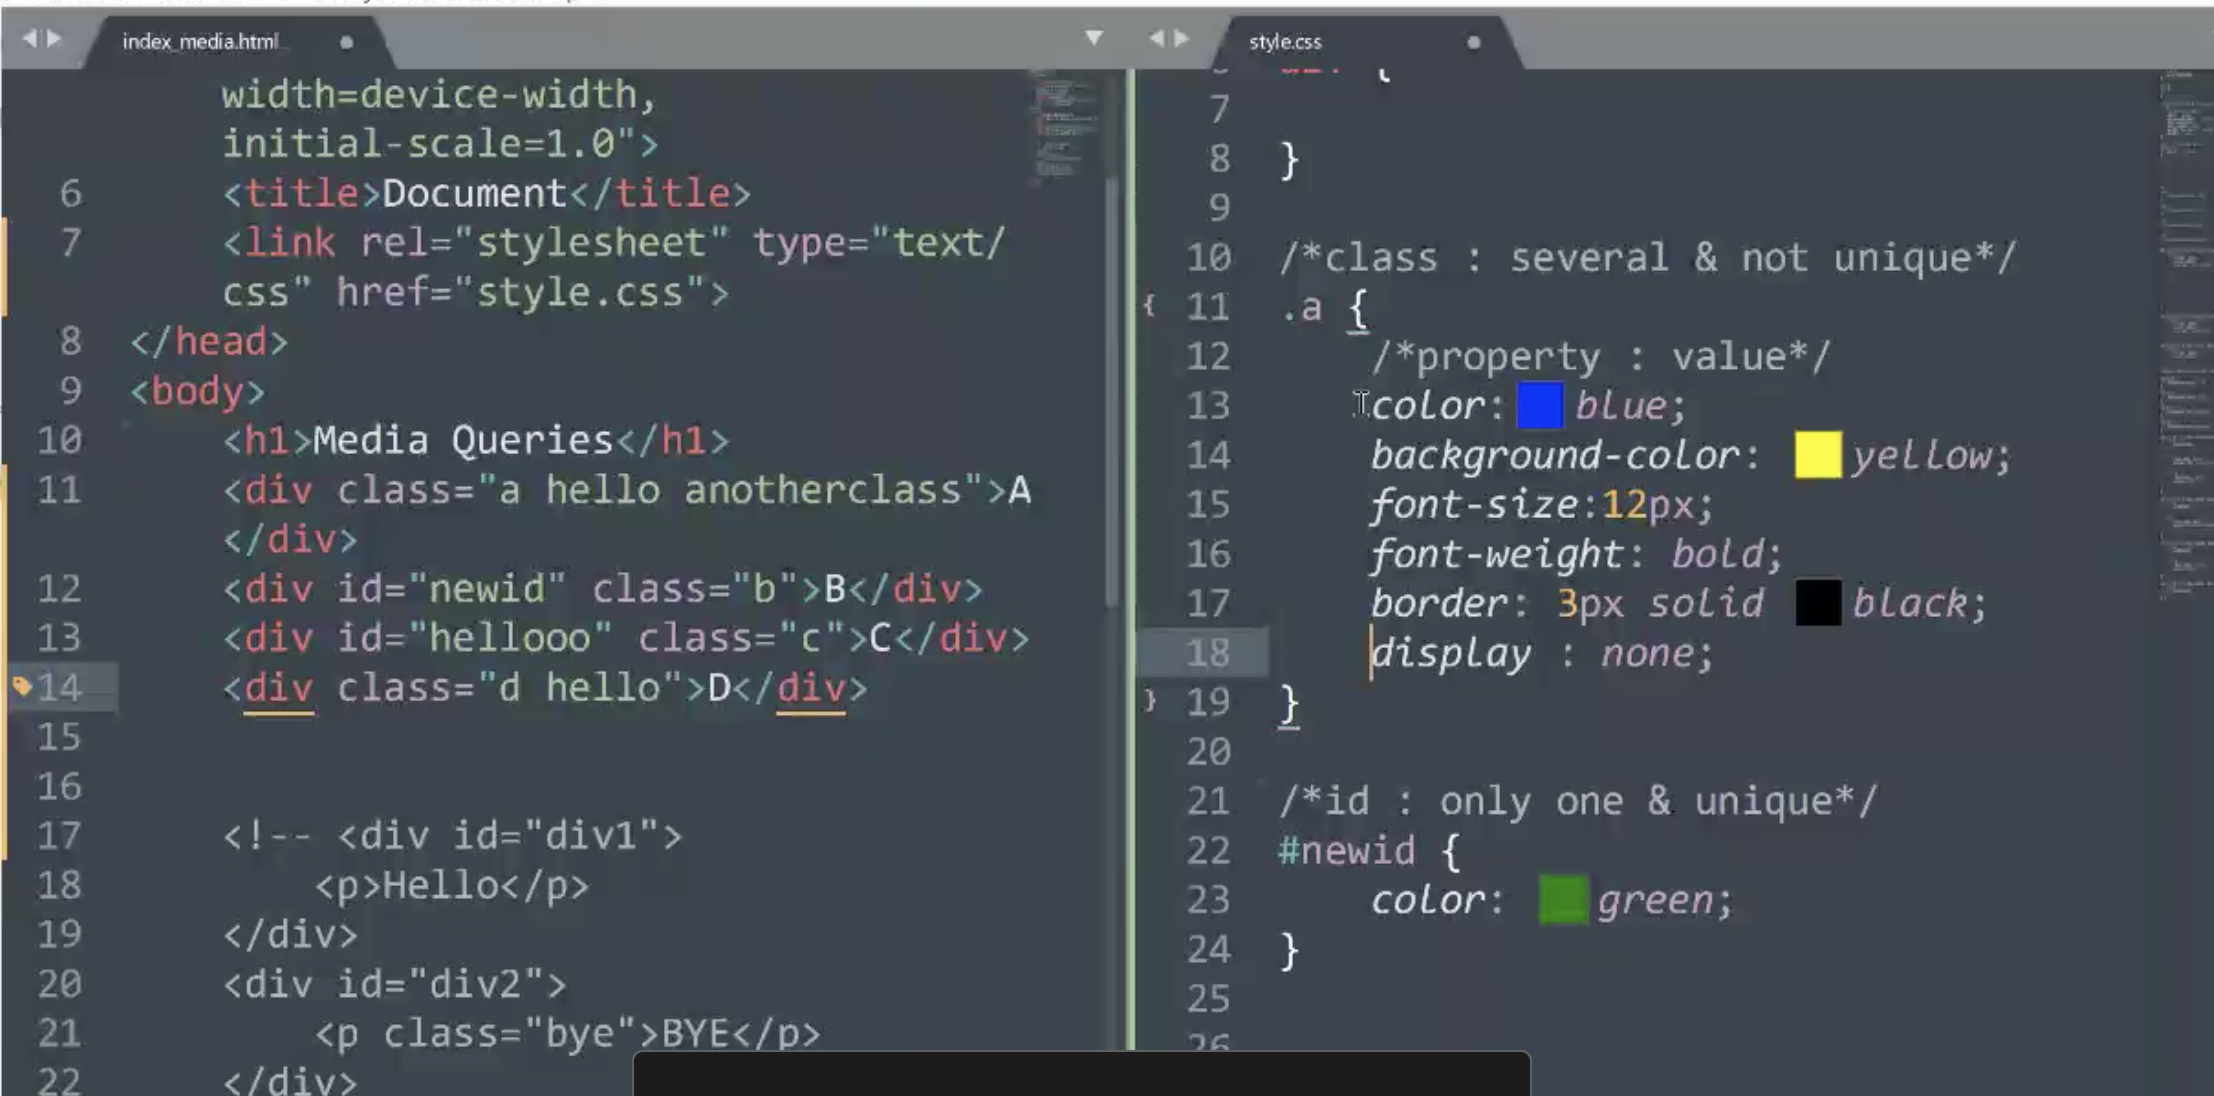 index_media.html
width=device-width,
initial-scale=1.0">
6 <title>Document</title>
7 <link rel="stylesheet" type="text/
css" href="style.css">
8 </head>
9 <body>
10 <h1>Media Queries</h1>
11 <div class="a hello anotherclass">A
</div>
12 <div id="newid" class="b">B</div>
13 <div id="hellooo" class="c">C</div>
14 <div class="d hello">D</div>
15
16
17 <!-- <div id="div1">
18 <p>Hello</p>
19 </div>
20 <div id="div2">
21 <p class="bye">BYE</p>
22 </div>
style.css
7
8 }
9
10 /*class : several & not unique*/
11 .a {
12 /*property : value*/
13 color: blue;
14 background-color: yellow;
15 font-size:12px;
16 font-weight: bold;
17 border: 3px solid black;
18 display : none;
19 }
20
21 /*id : only one & unique*/
22 #newid {
23 color: green;
24 }
25
26